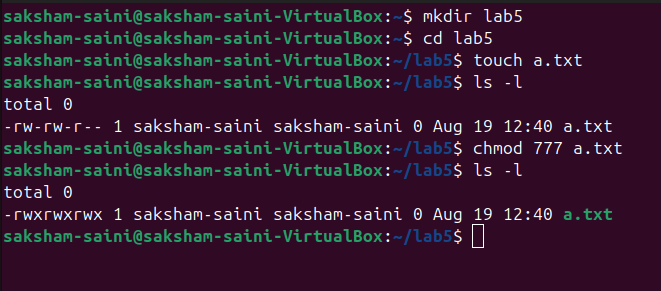 saksham-saini@saksham-saini-VirtualBox:~$ mkdir lab5
saksham-saini@saksham-saini-VirtualBox:~$ cd lab5
saksham-saini@saksham-saini-VirtualBox:~/lab5$ touch a.txt
saksham-saini@saksham-saini-VirtualBox:~/lab5$ ls -l
total 0
-rw-rw-r-- 1 saksham-saini saksham-saini 0 Aug 19 12:40 a.txt
saksham-saini@saksham-saini-VirtualBox:~/lab5$ chmod 777 a.txt
saksham-saini@saksham-saini-VirtualBox:~/lab5$ ls -l
total 0
-rwxrwxrwx 1 saksham-saini saksham-saini 0 Aug 19 12:40 a.txt
saksham-saini@saksham-saini-VirtualBox:~/lab5$